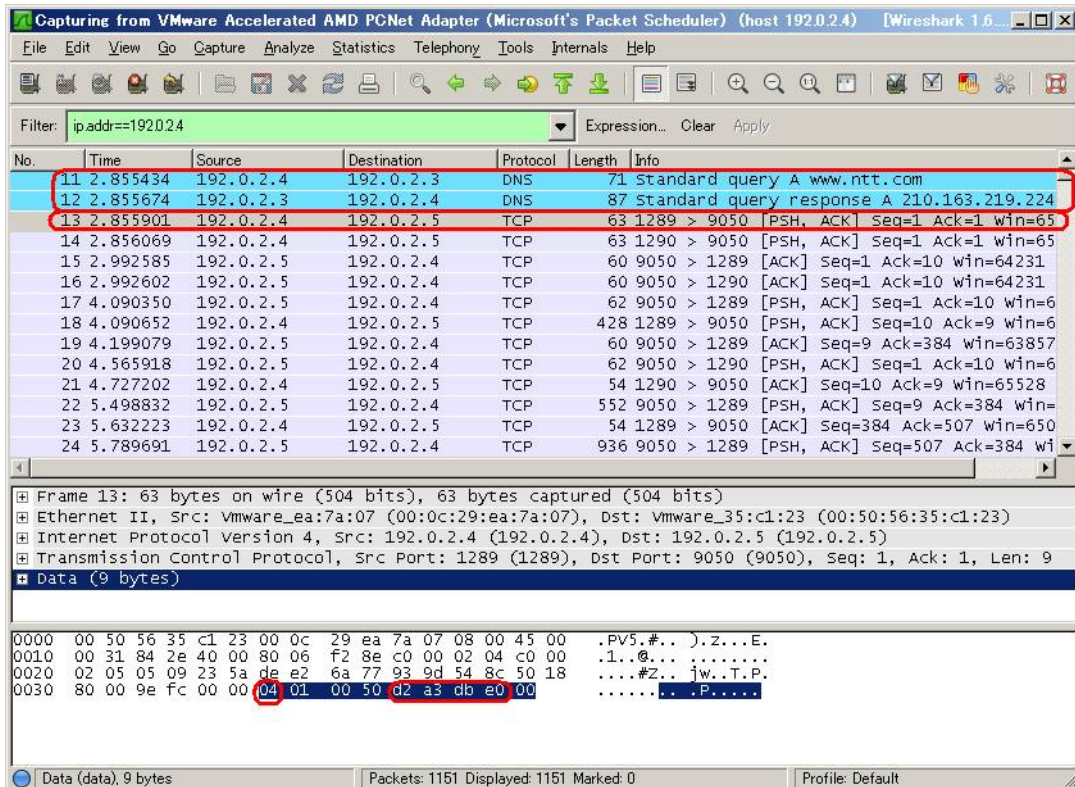 Capturing from VMware Accelerated AMD PCNet Adapter (Microsoft's Packet Scheduler) (host 192.0.2.4) [Wireshark 1.6...
File Edit View Go Capture Analyze Statistics Telephony Tools Internals Help
Filter: ip.addr==192.0.2.4 Expression... Clear Apply
No. Time Source Destination Protocol Length Info
11 2.855434 192.0.2.4 192.0.2.3 DNS 71 Standard query A www.ntt.com
12 2.855674 192.0.2.3 192.0.2.4 DNS 87 Standard query response A 210.163.219.224
13 2.855901 192.0.2.4 192.0.2.5 TCP 63 1289 > 9050 [PSH, ACK] Seq=1 Ack=1 Win=65
14 2.856069 192.0.2.4 192.0.2.5 TCP 63 1290 > 9050 [PSH, ACK] Seq=1 Ack=1 Win=65
15 2.992585 192.0.2.5 192.0.2.4 TCP 60 9050 > 1289 [ACK] Seq=1 Ack=10 Win=64231
16 2.992602 192.0.2.5 192.0.2.4 TCP 60 9050 > 1290 [ACK] Seq=1 Ack=10 Win=64231
17 4.090350 192.0.2.5 192.0.2.4 TCP 62 9050 > 1289 [PSH, ACK] Seq=1 Ack=10 Win=6
18 4.090652 192.0.2.4 192.0.2.5 TCP 428 1289 > 9050 [PSH, ACK] Seq=10 Ack=9 Win=6
19 4.199079 192.0.2.5 192.0.2.4 TCP 60 9050 > 1289 [ACK] Seq=9 Ack=384 Win=63857
20 4.565918 192.0.2.5 192.0.2.4 TCP 62 9050 > 1290 [PSH, ACK] Seq=1 Ack=10 Win=6
21 4.727202 192.0.2.4 192.0.2.5 TCP 54 1290 > 9050 [ACK] Seq=10 Ack=9 Win=65528
22 5.498832 192.0.2.5 192.0.2.4 TCP 552 9050 > 1289 [PSH, ACK] Seq=9 Ack=384 Win=
23 5.632223 192.0.2.4 192.0.2.5 TCP 54 1289 > 9050 [ACK] Seq=384 Ack=507 Win=650
24 5.789691 192.0.2.5 192.0.2.4 TCP 936 9050 > 1289 [PSH, ACK] Seq=507 Ack=384 Wi
Frame 13: 63 bytes on wire (504 bits), 63 bytes captured (504 bits)
Ethernet II, Src: Vmware_ea:7a:07 (00:0c:29:ea:7a:07), Dst: Vmware_35:c1:23 (00:50:56:35:c1:23)
Internet Protocol Version 4, Src: 192.0.2.4 (192.0.2.4), Dst: 192.0.2.5 (192.0.2.5)
Transmission Control Protocol, Src Port: 1289 (1289), Dst Port: 9050 (9050), Seq: 1, Ack: 1, Len: 9
Data (9 bytes)
0000 00 50 56 35 c1 23 00 0c 29 ea 7a 07 08 00 45 00 .PV5.#.. ).z...E.
0010 00 31 84 2e 40 00 80 06 f2 8e c0 00 02 04 c0 00 .1..@... ........
0020 02 05 05 09 23 5a de e2 6a 77 93 9d 54 8c 50 18 ....#Z.. jw..T.P.
0030 80 00 9e fc 00 00 04 01 00 50 d2 a3 db e0 00 ........ .P.....
Data (data), 9 bytes Packets: 1151 Displayed: 1151 Marked: 0 Profile: Default